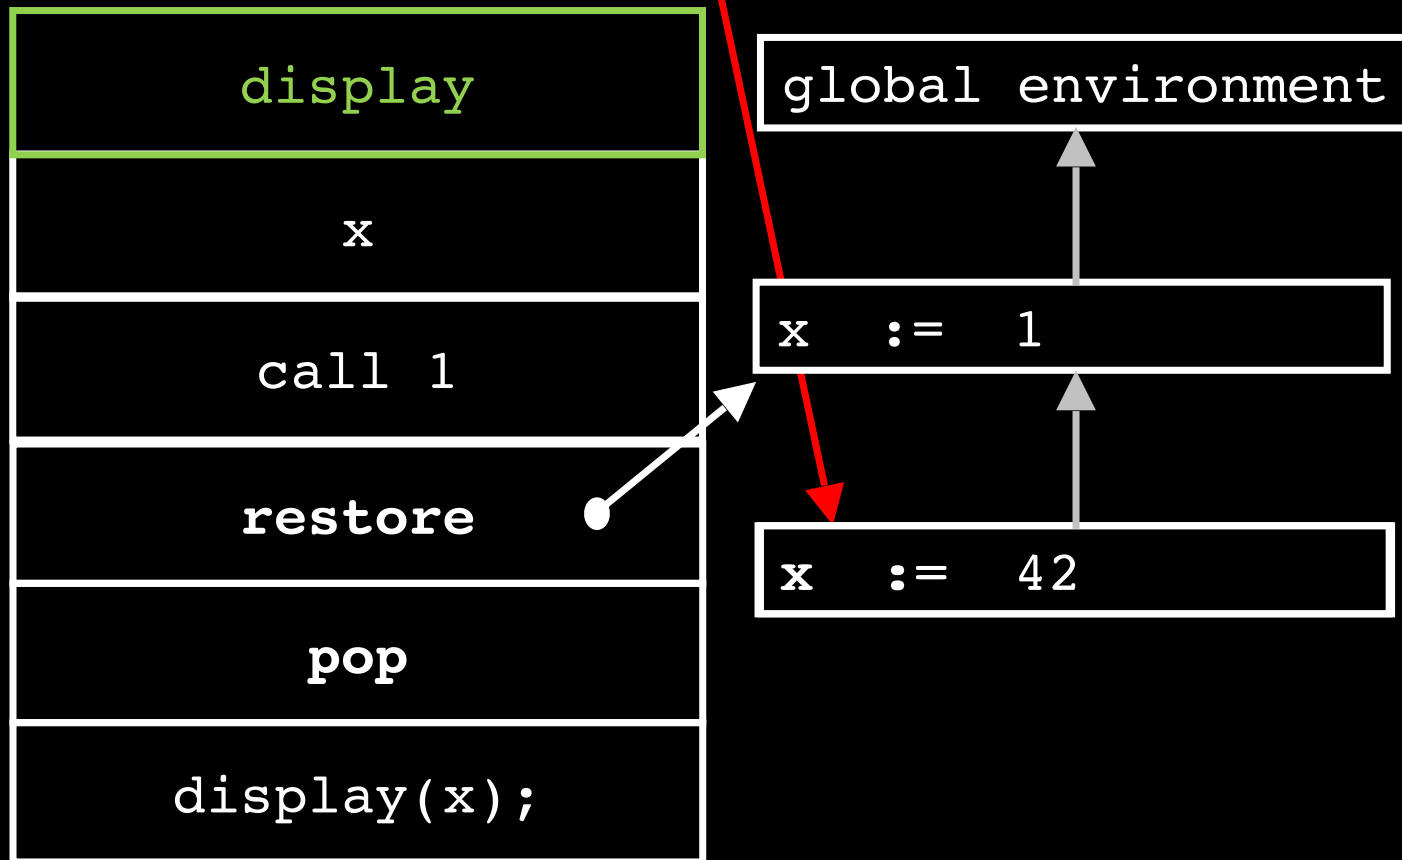 display
x
call 1
restore
pop
display(x);
global environment
x := 1
x := 42